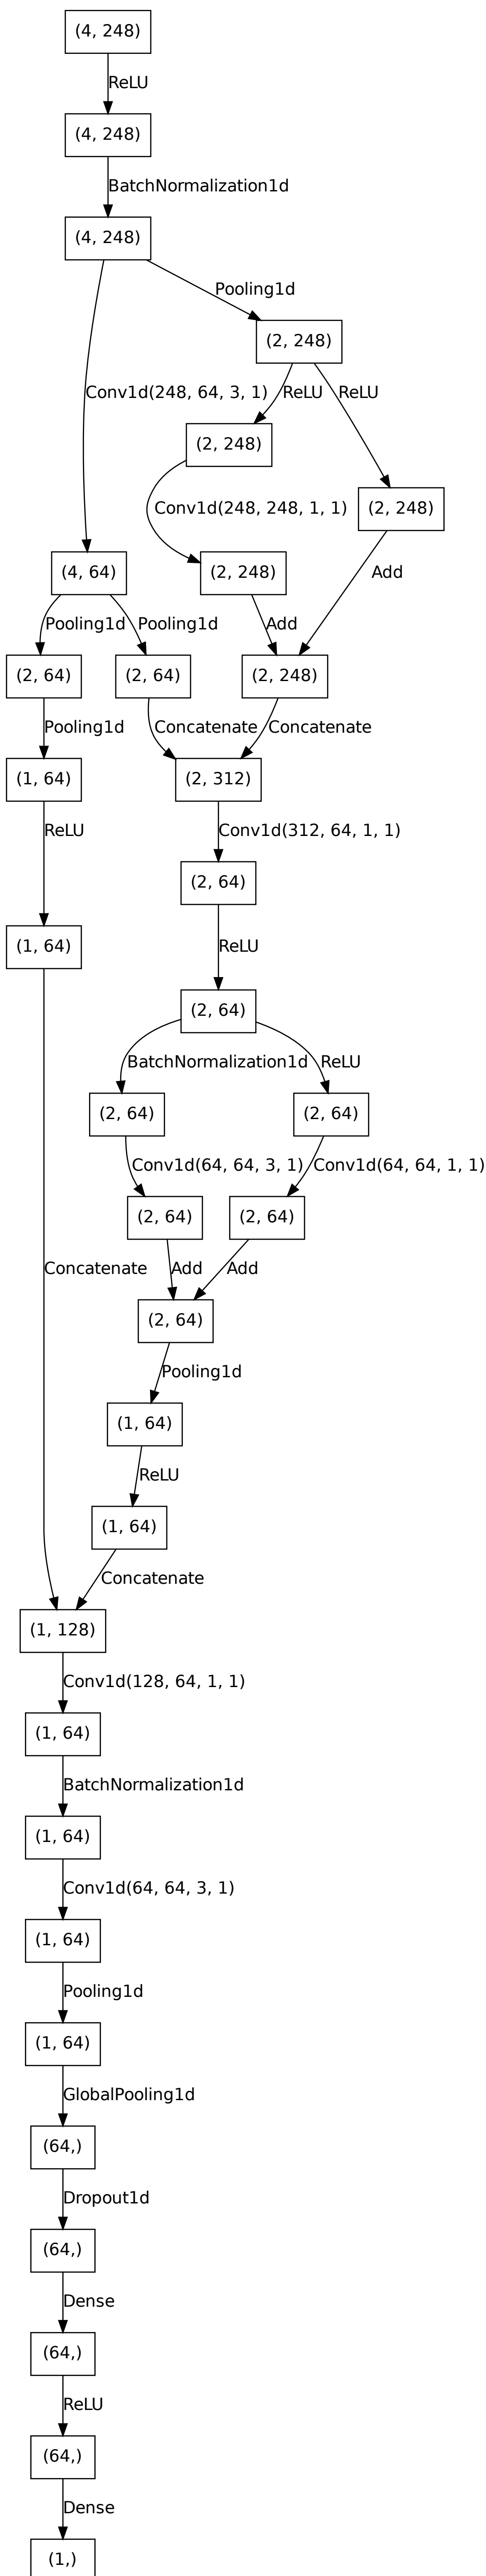 (4, 248)
ReLU
(4, 248)
BatchNormalization1d
(4, 248)
Pooling1d
(2, 248)
Conv1d(248, 64, 3, 1)
ReLU
ReLU
(2, 248)
(2, 248)
Conv1d(248, 248, 1, 1)
(4, 64)
(2, 248)
Add
Pooling1d
Pooling1d
Add
(2, 64)
(2, 64)
(2, 248)
Pooling1d
Concatenate
Concatenate
(1, 64)
(2, 312)
ReLU
Conv1d(312, 64, 1, 1)
(2, 64)
(1, 64)
ReLU
(2, 64)
BatchNormalization1d
ReLU
(2, 64)
(2, 64)
Conv1d(64, 64, 3, 1)
Conv1d(64, 64, 1, 1)
(2, 64)
(2, 64)
Concatenate
Add
Add
(2, 64)
Pooling1d
(1, 64)
ReLU
(1, 64)
Concatenate
(1, 128)
Conv1d(128, 64, 1, 1)
(1, 64)
BatchNormalization1d
(1, 64)
Conv1d(64, 64, 3, 1)
(1, 64)
Pooling1d
(1, 64)
GlobalPooling1d
(64,)
Dropout1d
(64,)
Dense
(64,)
ReLU
(64,)
Dense
(1,)